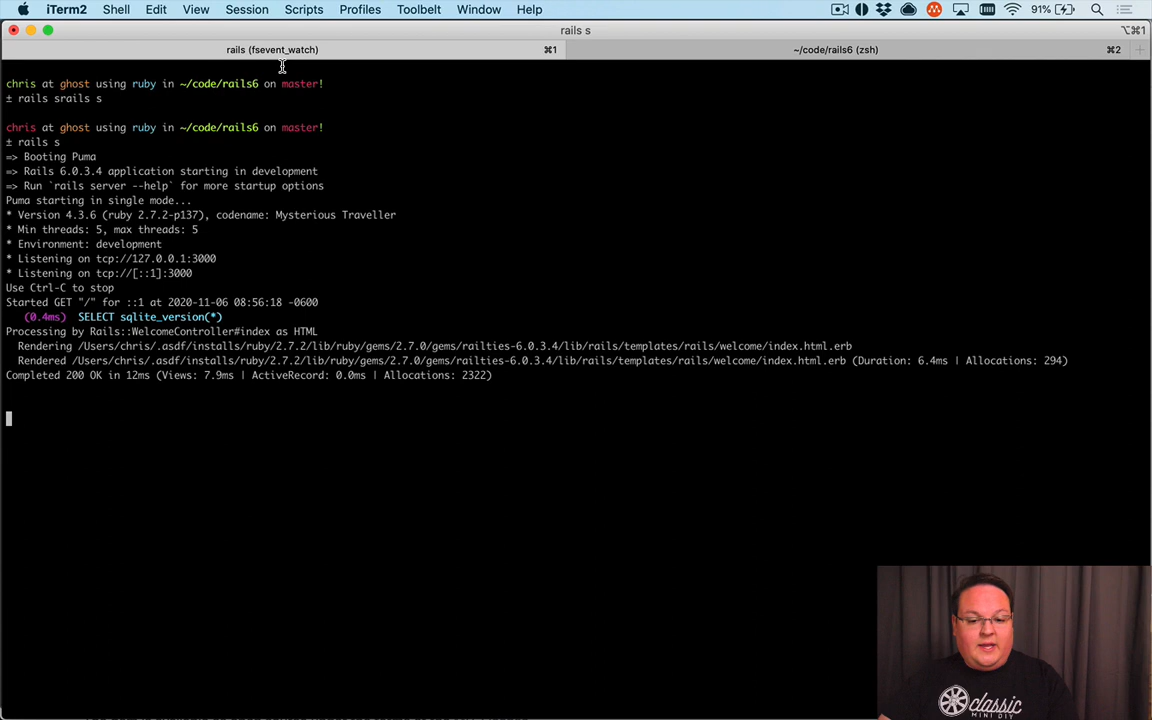 iTerm2 Shell Edit View Session Scripts Profiles Toolbelt Window Help 91%
rails s ⌥⌘1
rails (fsevent_watch) ⌘1 ~/code/rails6 (zsh) ⌘2
chris at ghost using ruby in ~/code/rails6 on master!
± rails srails s
chris at ghost using ruby in ~/code/rails6 on master!
± rails s
=> Booting Puma
=> Rails 6.0.3.4 application starting in development
=> Run `rails server --help` for more startup options
Puma starting in single mode...
* Version 4.3.6 (ruby 2.7.2-p137), codename: Mysterious Traveller
* Min threads: 5, max threads: 5
* Environment: development
* Listening on tcp://127.0.0.1:3000
* Listening on tcp://[::1]:3000
Use Ctrl-C to stop
Started GET "/" for ::1 at 2020-11-06 08:56:18 -0600
(0.4ms) SELECT sqlite_version(*)
Processing by Rails::WelcomeController#index as HTML
Rendering /Users/chris/.asdf/installs/ruby/2.7.2/lib/ruby/gems/2.7.0/gems/railties-6.0.3.4/lib/rails/templates/rails/welcome/index.html.erb
Rendered /Users/chris/.asdf/installs/ruby/2.7.2/lib/ruby/gems/2.7.0/gems/railties-6.0.3.4/lib/rails/templates/rails/welcome/index.html.erb (Duration: 6.4ms | Allocations: 294)
Completed 200 OK in 12ms (Views: 7.9ms | ActiveRecord: 0.0ms | Allocations: 2322)
classic
MINI DIY